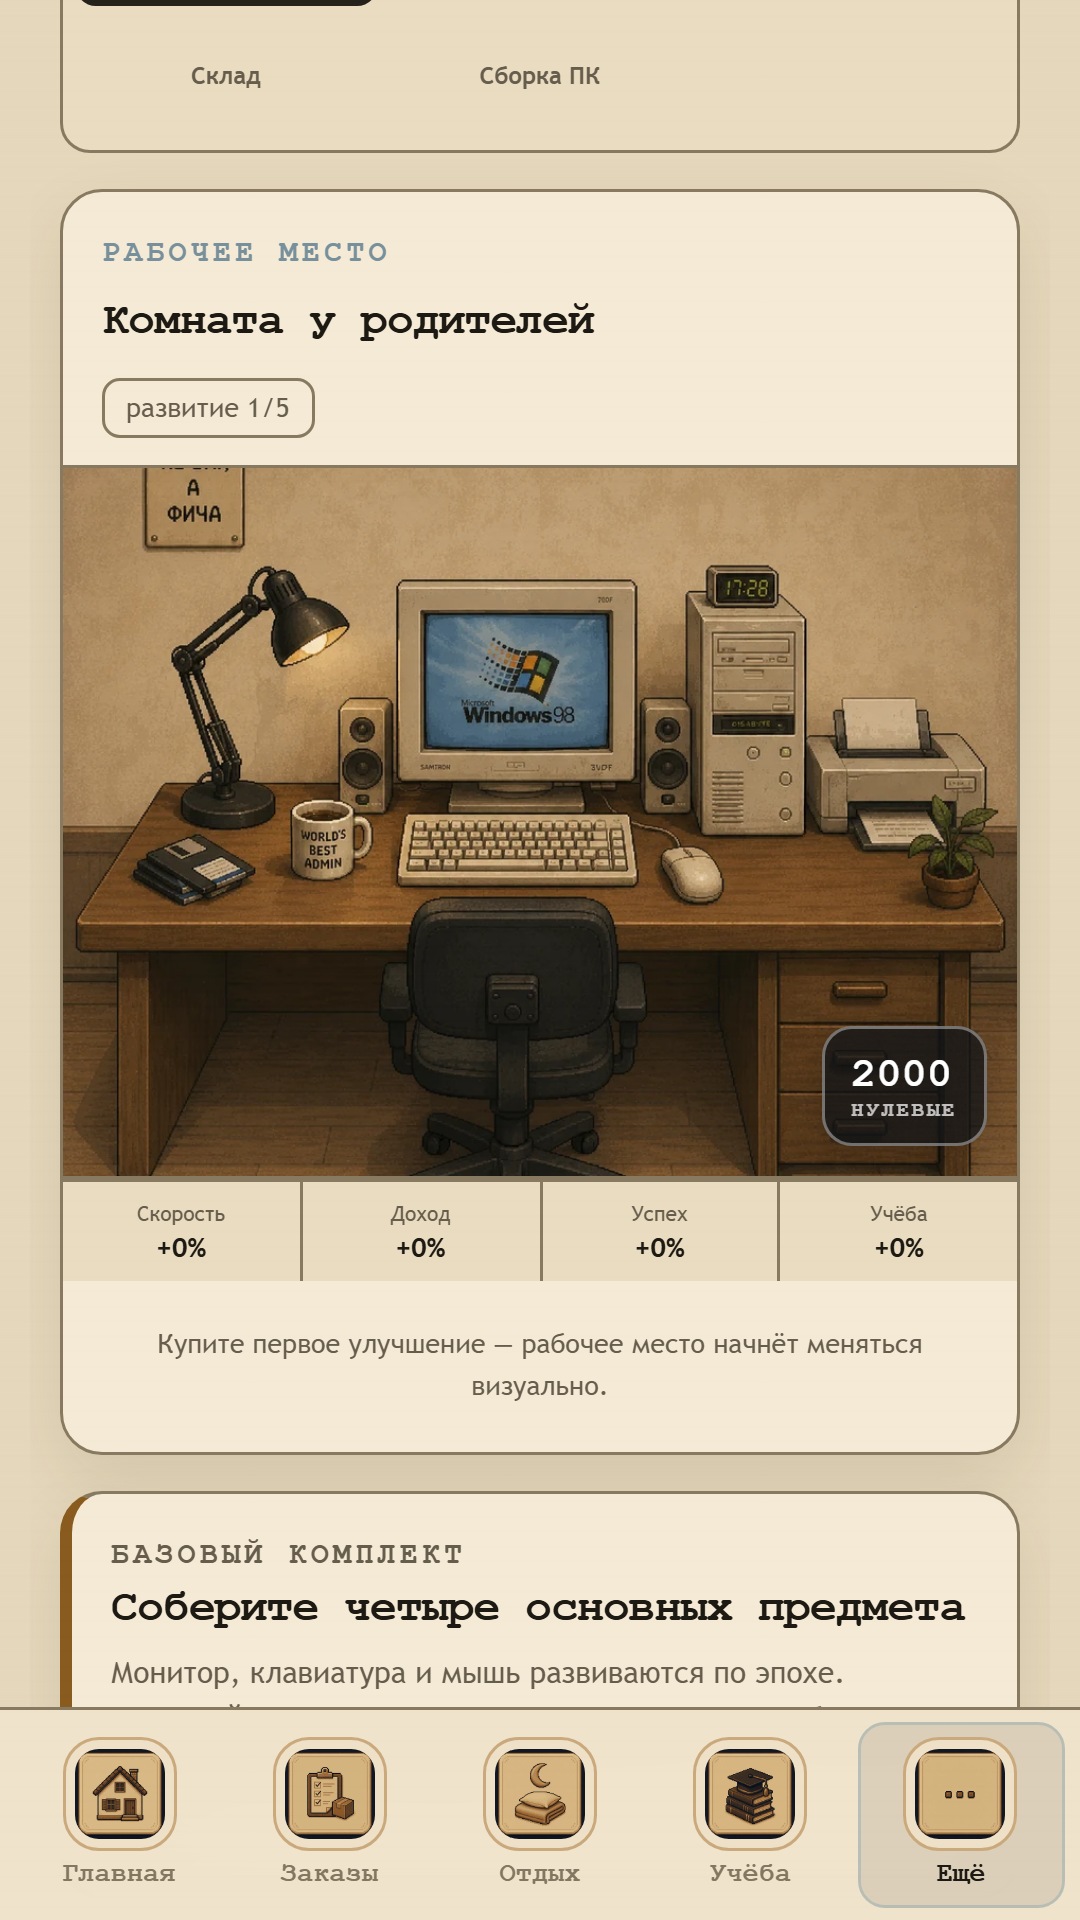 Склад
Сборка ПК
РАБОЧЕЕ МЕСТО
Комната у родителей
развитие 1/5
А
ФИЧА
17:28
Microsoft
Windows98
SAMTRON
WORLD'S
BEST
ADMIN
2000
НУЛЕВЫЕ
Скорость
Доход
Успех
Учёба
+0%
+0%
+0%
+0%
Купите первое улучшение — рабочее место начнёт меняться
визуально.
БАЗОВЫЙ КОМПЛЕКТ
Соберите четыре основных предмета
Монитор, клавиатура и мышь развиваются по эпохе.
Главная
Заказы
Отдых
Учёба
Ещё